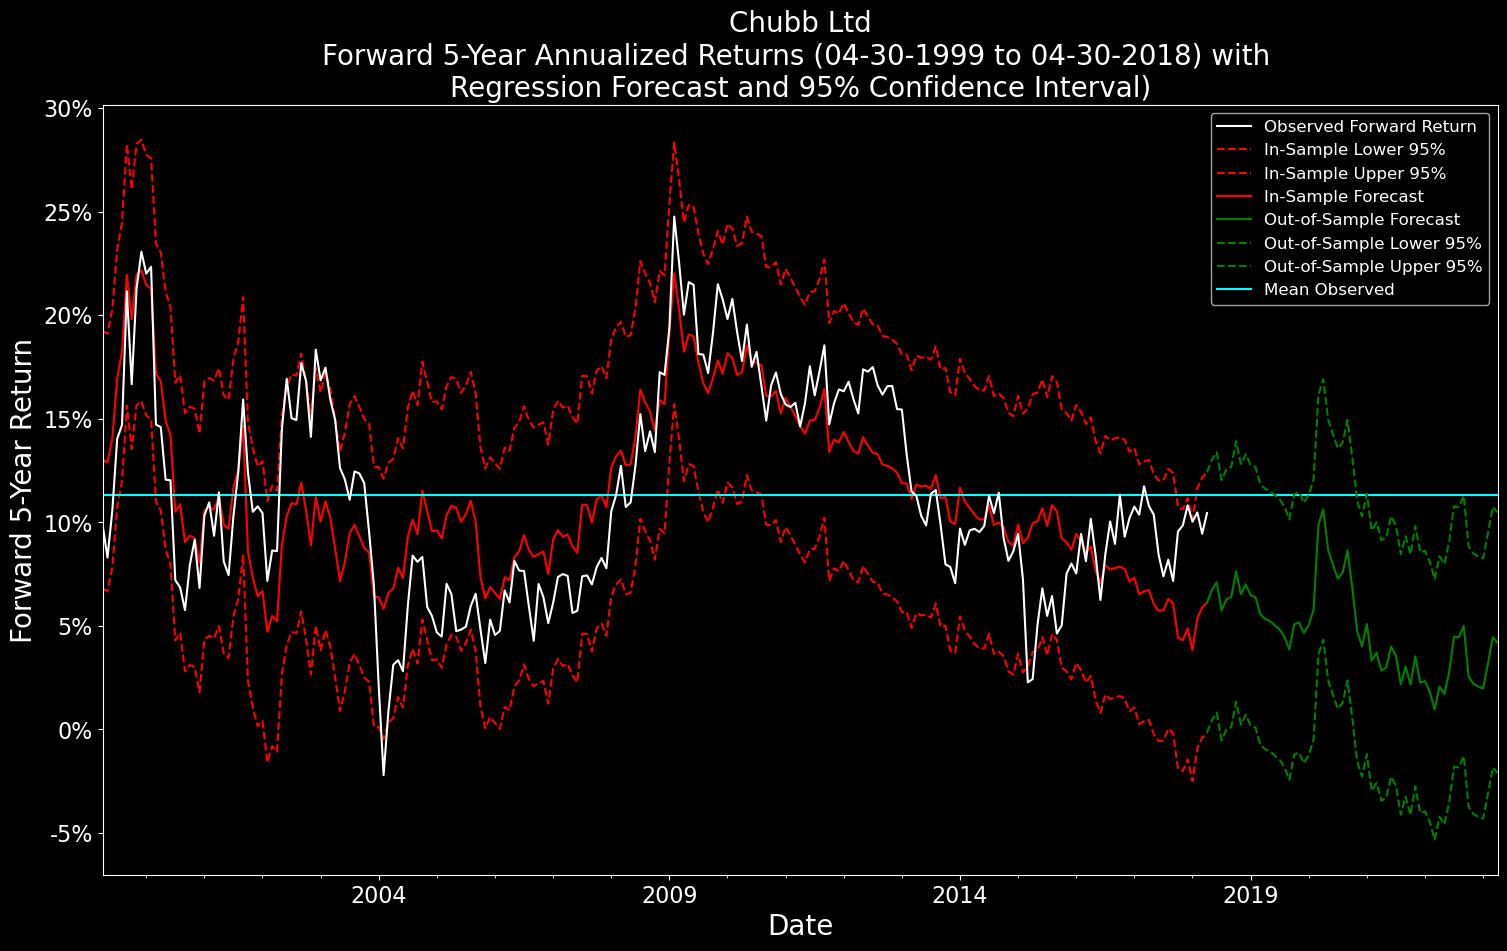 Chubb Ltd
Forward 5-Year Annualized Returns (04-30-1999 to 04-30-2018) with
Regression Forecast and 95% Confidence Interval)
Forward 5-Year Return
30%
25%
20%
15%
10%
5%
0%
-5%
Observed Forward Return
In-Sample Lower 95%
In-Sample Upper 95%
In-Sample Forecast
Out-of-Sample Forecast
Out-of-Sample Lower 95%
Out-of-Sample Upper 95%
Mean Observed
2004
2009
2014
2019
Date